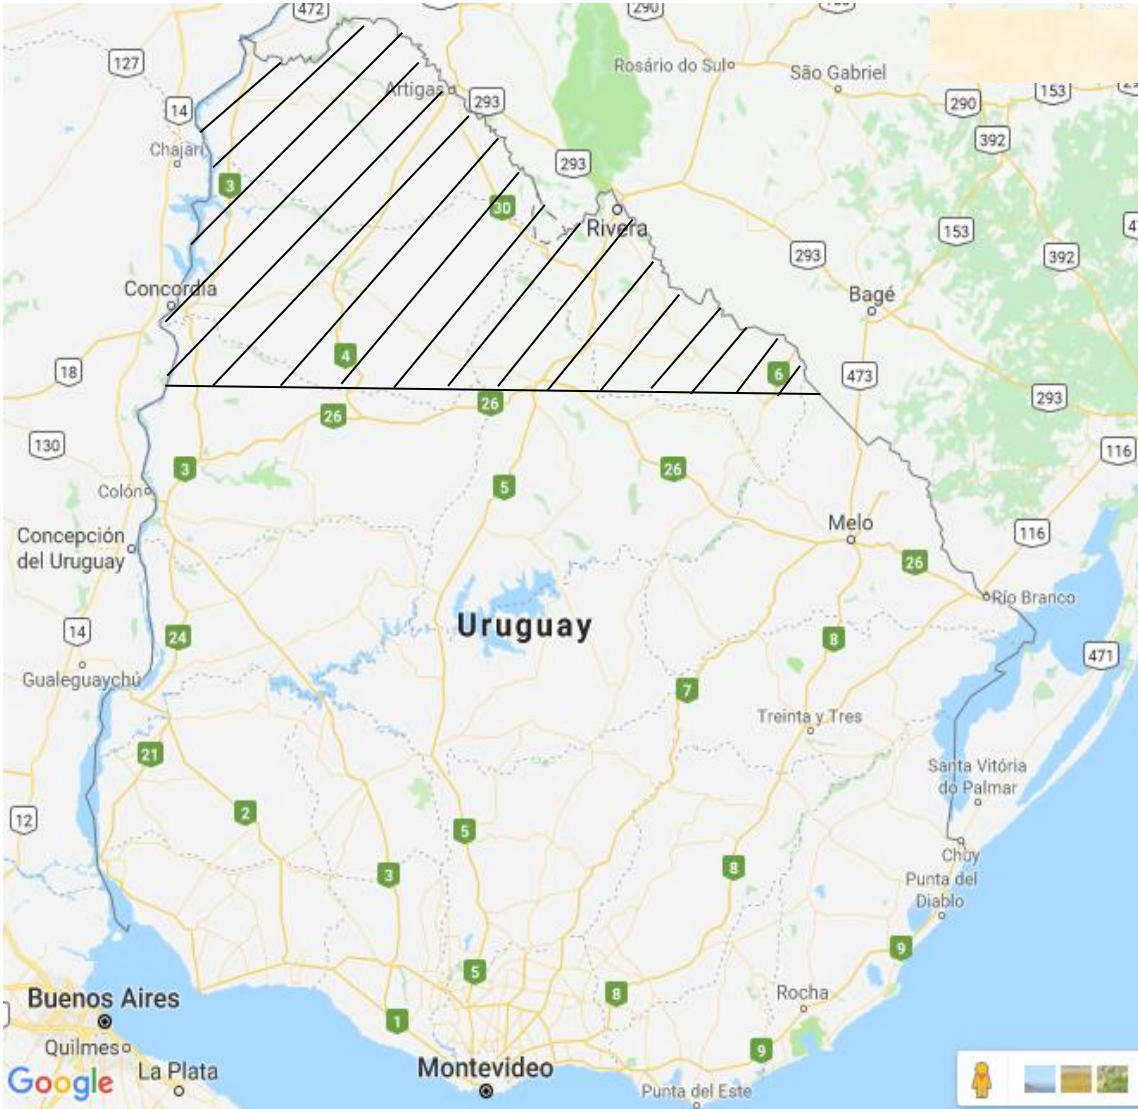 472
290
127
Rosário do Sul
São Gabriel
153
14
Artigas
293
290
392
Chajarí
293
3
30
Rivera
153
293
392
Concordia
Bagé
18
4
6
473
293
26
26
130
3
26
116
Colón
5
Melo
116
Concepción
del Uruguay
26
Río Branco
14
24
Uruguay
8
471
Gualeguaychú
7
Treinta y Tres
21
Santa Vitória
do Palmar
12
2
5
3
8
Chuy
Punta del
Diablo
9
5
8
Rocha
Buenos Aires
1
9
Quilmes
La Plata
Montevideo
Punta del Este
Google